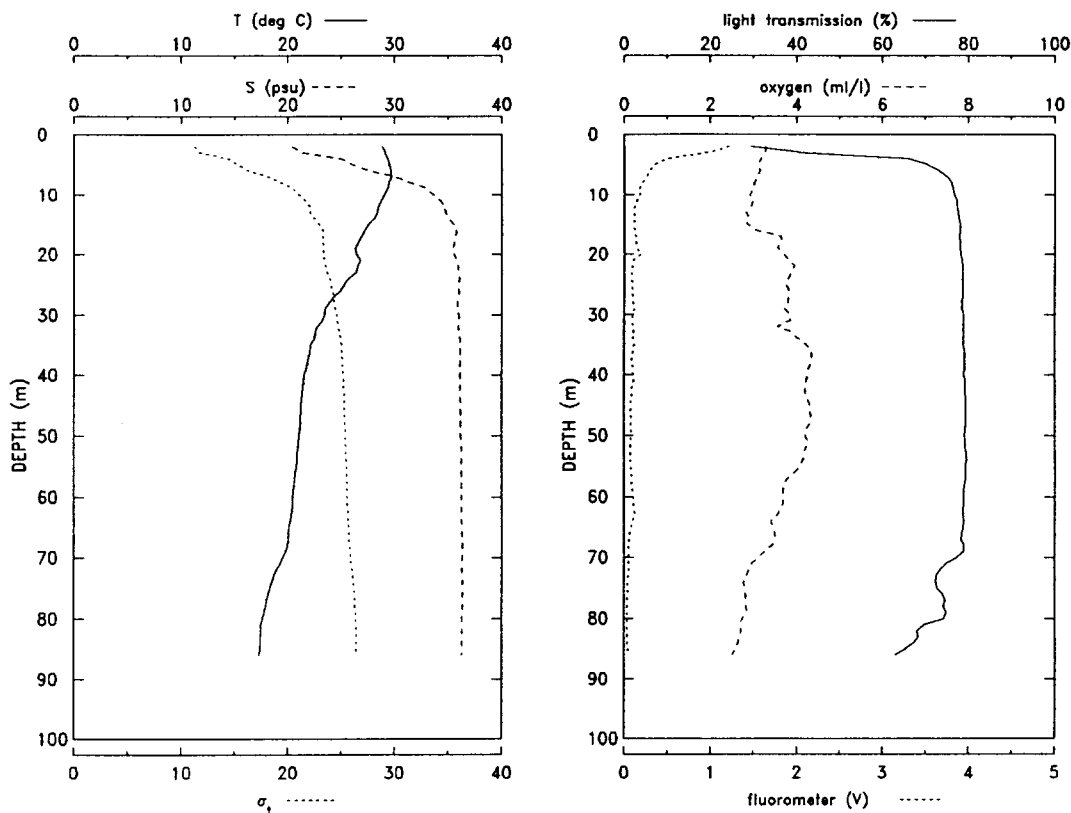 T (deg C)
0 10 20 30 40
S (psu)
0 10 20 30 40
0
10
20
30
40
50
60
70
80
90
100
DEPTH (m)
0 10 20 30 40
σt
light transmission (%)
0 20 40 60 80 100
oxygen (ml/l)
0 2 4 6 8 10
0
10
20
30
40
50
60
70
80
90
100
DEPTH (m)
0 1 2 3 4 5
fluorometer (V)